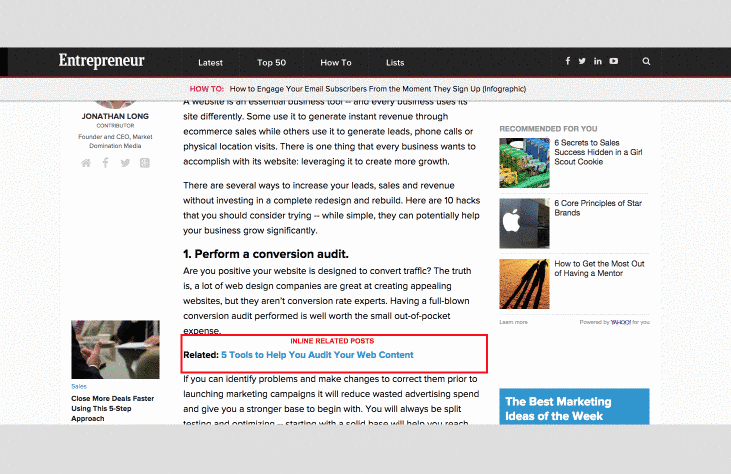 Entrepreneur
Latest
Top 50
How To
Lists
HOW TO: How to Engage Your Email Subscribers From the Moment They Sign Up (Infographic)
JONATHAN LONG
CONTRIBUTOR
Founder and CEO, Market
Domination Media
A website is an essential business tool -- and every business uses its
site differently. Some use it to generate instant revenue through
ecommerce sales while others use it to generate leads, phone calls or
physical location visits. There is one thing that every business wants to
accomplish with its website: leveraging it to create more growth.
There are several ways to increase your leads, sales and revenue
without investing in a complete redesign and rebuild. Here are 10 hacks
that you should consider trying -- while simple, they can potentially help
your business grow significantly.
1. Perform a conversion audit.
Are you positive your website is designed to convert traffic? The truth
is, a lot of web design companies are great at creating appealing
websites, but they aren't conversion rate experts. Having a full-blown
conversion audit performed is well worth the small out-of-pocket
expense.
INLINE RELATED POSTS
Related: 5 Tools to Help You Audit Your Web Content
If you can identify problems and make changes to correct them prior to
launching marketing campaigns it will reduce wasted advertising spend
and give you a stronger base to begin with. You will always be split
testing and optimizing -- starting with a solid base will help you reach
Sales
Close More Deals Faster
Using This 5-Step
Approach
RECOMMENDED FOR YOU
6 Secrets to Sales
Success Hidden in a Girl
Scout Cookie
6 Core Principles of Star
Brands
How to Get the Most Out
of Having a Mentor
Learn more
Powered by YAHOO! for you
The Best Marketing
Ideas of the Week